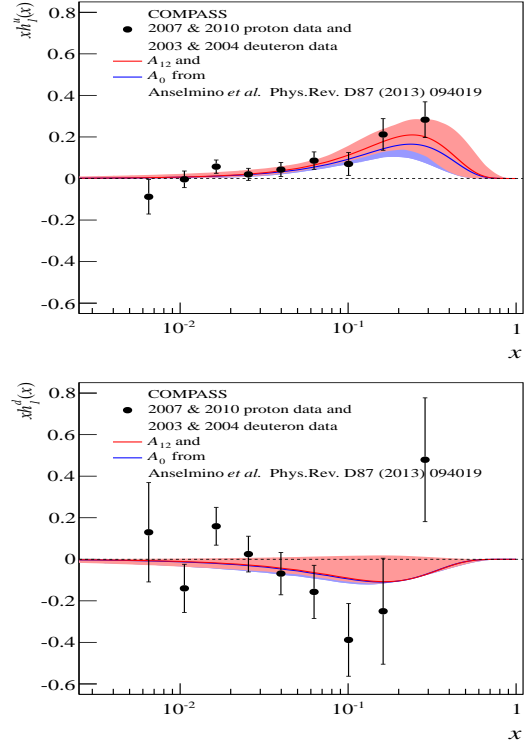 xh₁ᵘ(x)
COMPASS
2007 & 2010 proton data and
2003 & 2004 deuteron data
A₁₂ and
A₀ from
Anselmino et al. Phys.Rev. D87 (2013) 094019
0.8
0.6
0.4
0.2
0
-0.2
-0.4
-0.6
10⁻² 10⁻¹ 1
x
xh₁ᵈ(x)
COMPASS
2007 & 2010 proton data and
2003 & 2004 deuteron data
A₁₂ and
A₀ from
Anselmino et al. Phys.Rev. D87 (2013) 094019
0.8
0.6
0.4
0.2
0
-0.2
-0.4
-0.6
10⁻² 10⁻¹ 1
x